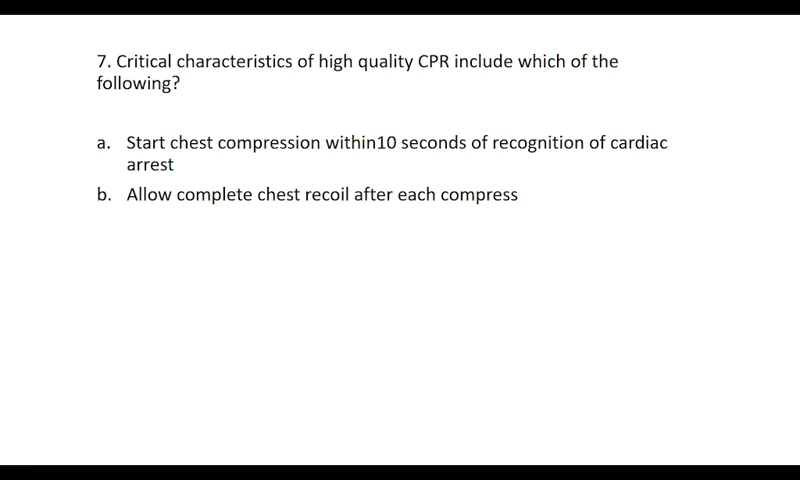 7. Critical characteristics of high quality CPR include which of the
following?
a. Start chest compression within10 seconds of recognition of cardiac
arrest
b. Allow complete chest recoil after each compress